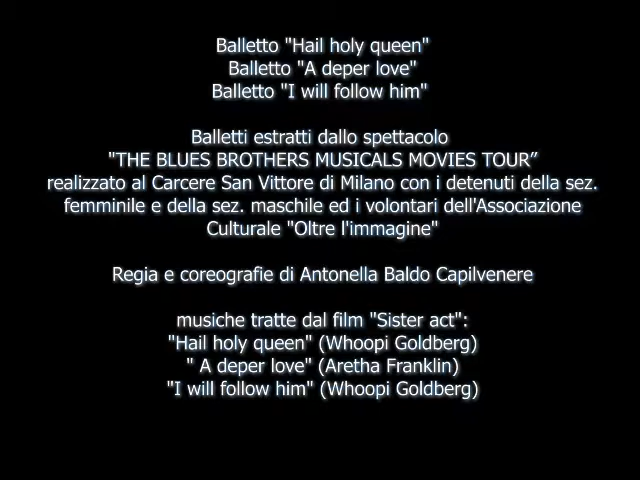 Balletto "Hail holy queen"
Balletto "A deper love"
Balletto "I will follow him"
Balletti estratti dallo spettacolo
"THE BLUES BROTHERS MUSICALS MOVIES TOUR”
realizzato al Carcere San Vittore di Milano con i detenuti della sez.
femminile e della sez. maschile ed i volontari dell'Associazione
Culturale "Oltre l'immagine"
Regia e coreografie di Antonella Baldo Capilvenere
musiche tratte dal film "Sister act":
"Hail holy queen" (Whoopi Goldberg)
" A deper love" (Aretha Franklin)
"I will follow him" (Whoopi Goldberg)